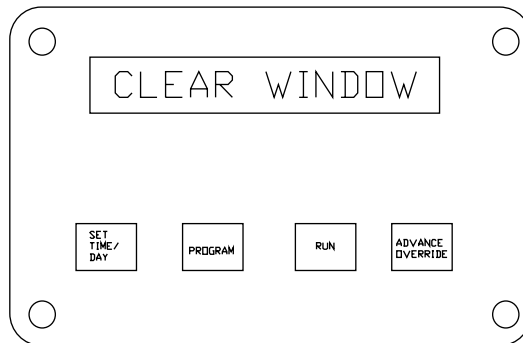 CLEAR WINDOW
SET
TIME/
DAY
PROGRAM
RUN
ADVANCE
OVERRIDE